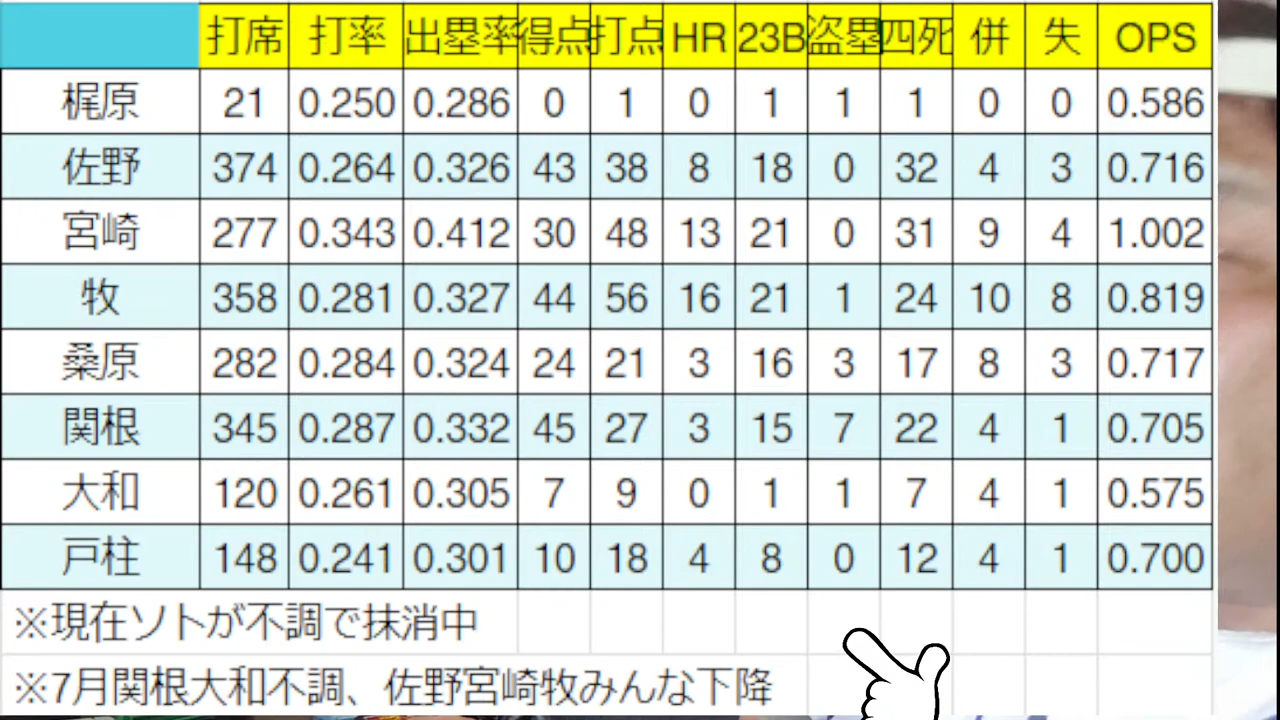 打席 打率 出塁率 得点 打点 HR 23B 盗塁 四死 併 失 OPS
梶原 21 0.250 0.286 0 1 0 1 1 1 0 0 0.586
佐野 374 0.264 0.326 43 38 8 18 0 32 4 3 0.716
宮崎 277 0.343 0.412 30 48 13 21 0 31 9 4 1.002
牧 358 0.281 0.327 44 56 16 21 1 24 10 8 0.819
桑原 282 0.284 0.324 24 21 3 16 3 17 8 3 0.717
関根 345 0.287 0.332 45 27 3 15 7 22 4 1 0.705
大和 120 0.261 0.305 7 9 0 1 1 7 4 1 0.575
戸柱 148 0.241 0.301 10 18 4 8 0 12 4 1 0.700
※現在ソトが不調で抹消中
※7月関根大和不調、佐野宮崎牧みんな下降